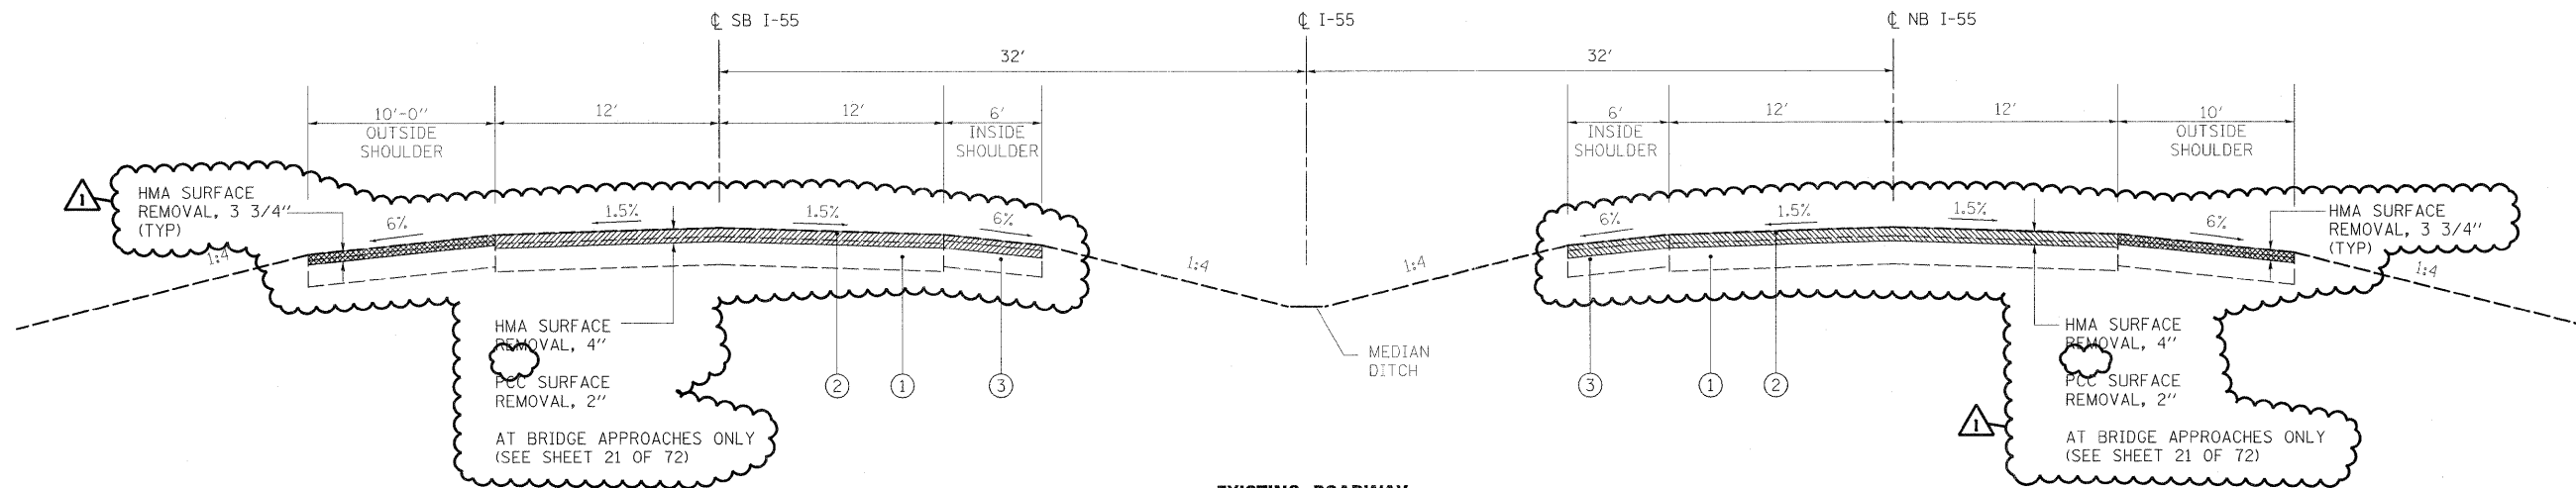 ℄ SB I-55
℄ I-55
℄ NB I-55
32'
32'
10'-0"
OUTSIDE
SHOULDER
12'
12'
6'
INSIDE
SHOULDER
6'
INSIDE
SHOULDER
12'
12'
10'
OUTSIDE
SHOULDER
1
HMA SURFACE
REMOVAL, 3 3/4"
(TYP)
6%
1.5%
1.5%
6%
6%
1.5%
1.5%
6%
HMA SURFACE
REMOVAL, 3 3/4"
(TYP)
1:4
1:4
1:4
1:4
HMA SURFACE
REMOVAL, 4"
PCC SURFACE
REMOVAL, 2"
AT BRIDGE APPROACHES ONLY
(SEE SHEET 21 OF 72)
2
1
3
MEDIAN
DITCH
3
1
2
HMA SURFACE
REMOVAL, 4"
PCC SURFACE
REMOVAL, 2"
1
AT BRIDGE APPROACHES ONLY
(SEE SHEET 21 OF 72)
EXISTING ROADWAY